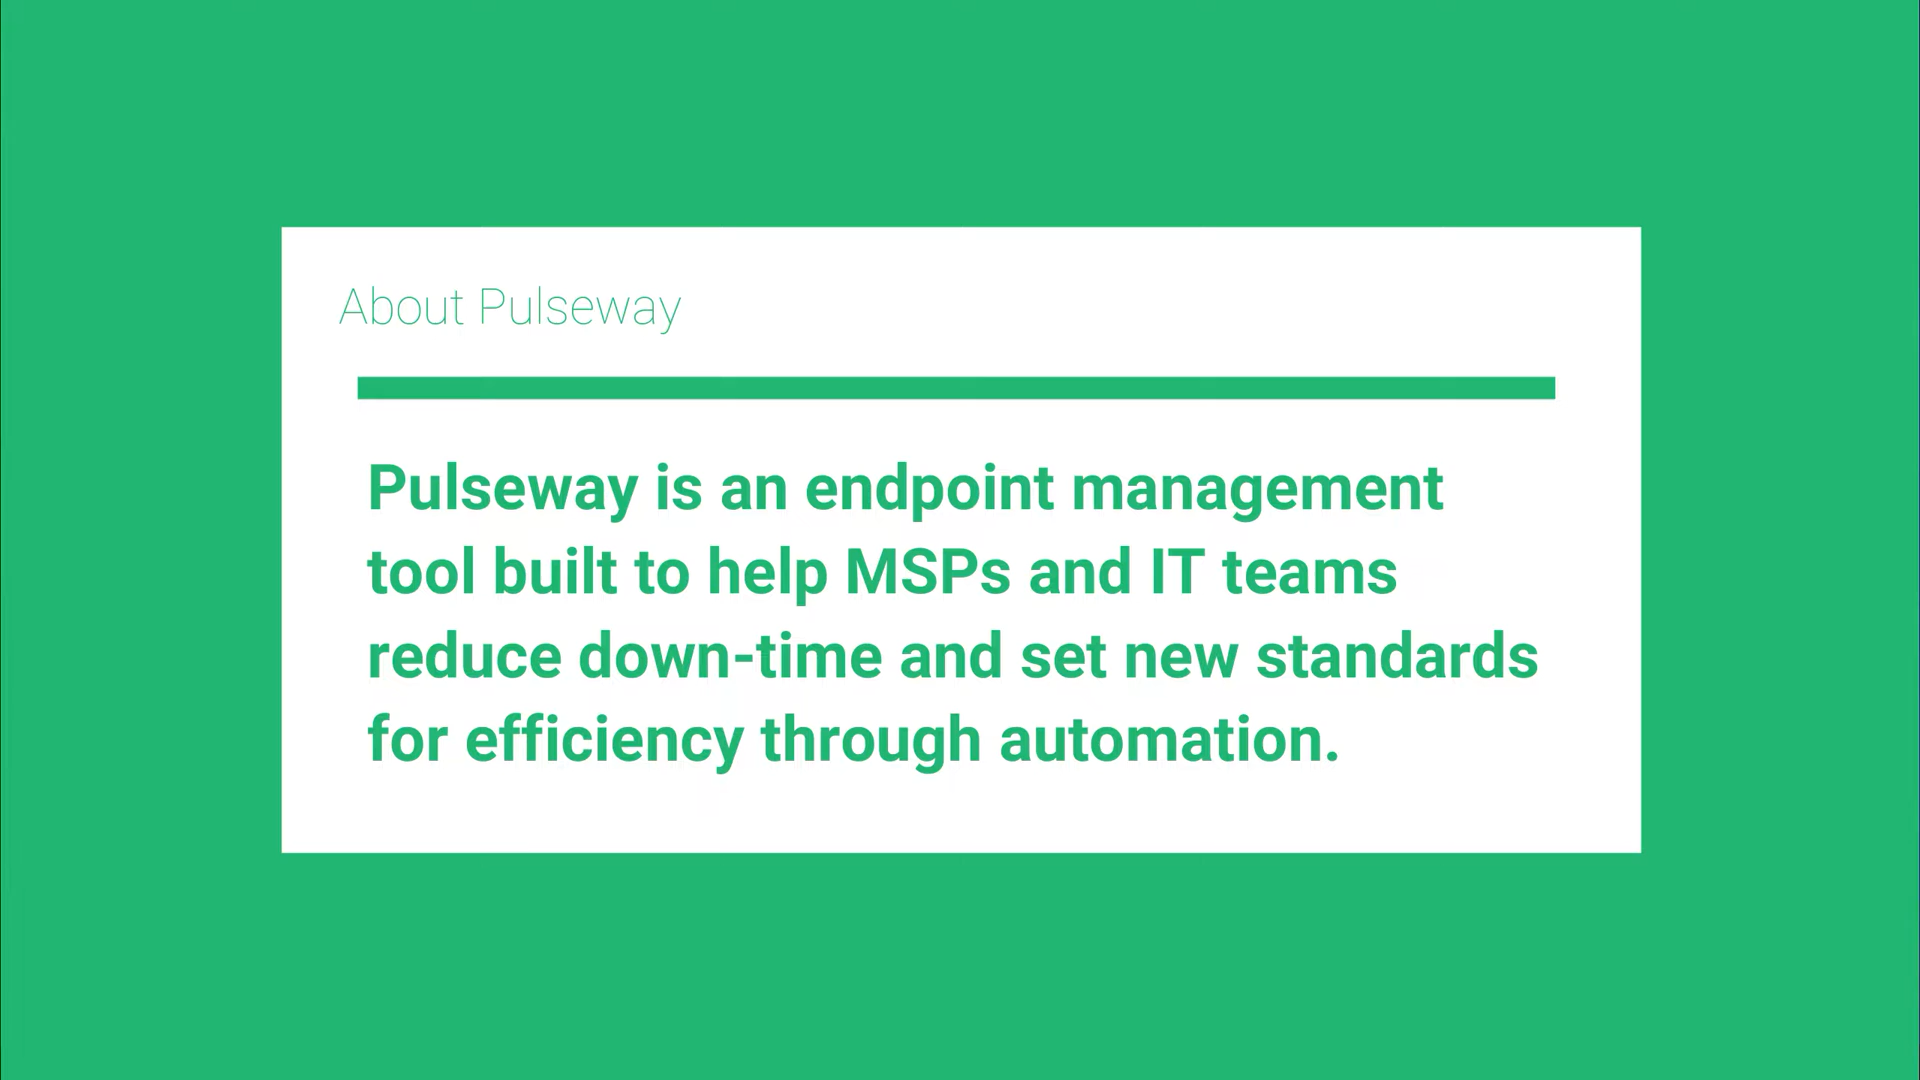 About Pulseway
Pulseway is an endpoint management
tool built to help MSPs and IT teams
reduce down-time and set new standards
for efficiency through automation.